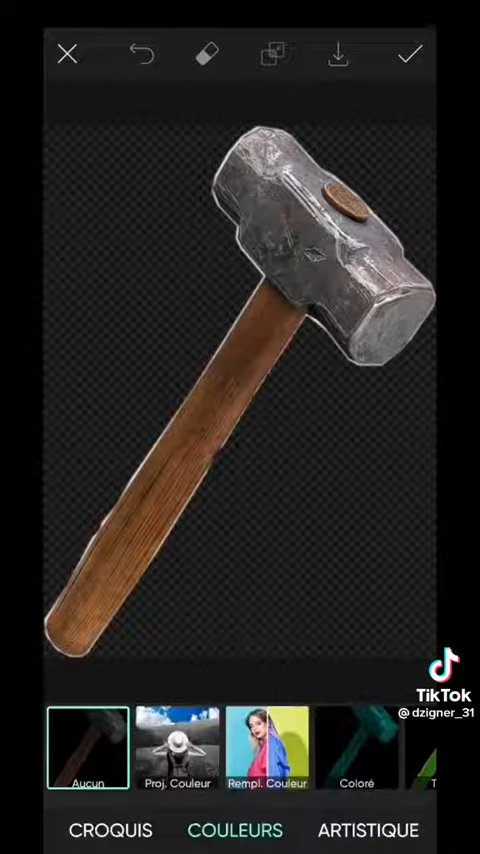 TikTok
@dzigner_31
Aucun
Proj. Couleur
Rempl. Couleur
Coloré
T
CROQUIS
COULEURS
ARTISTIQUE